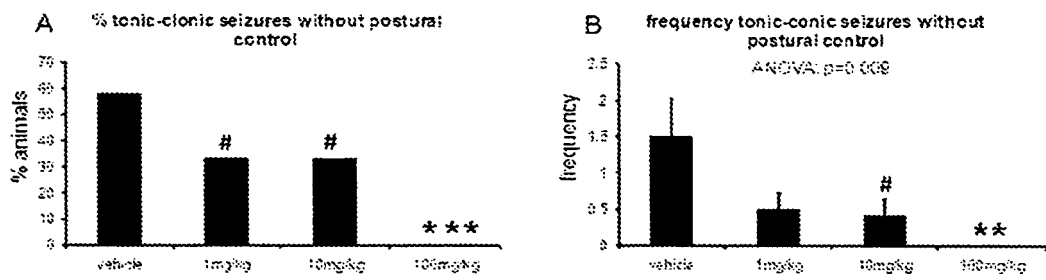 A
% tonic-clonic seizures without postural
control
70
60
50
40
30
20
10
0
% animals
#
#
***
vehicle 1mg/kg 10mg/kg 100mg/kg
B
frequency tonic-conic seizures without
postural control
ANOVA: p=0.009
2.5
2
1.5
1
0.5
0
frequency
#
**
vehicle 1mg/kg 10mg/kg 100mg/kg